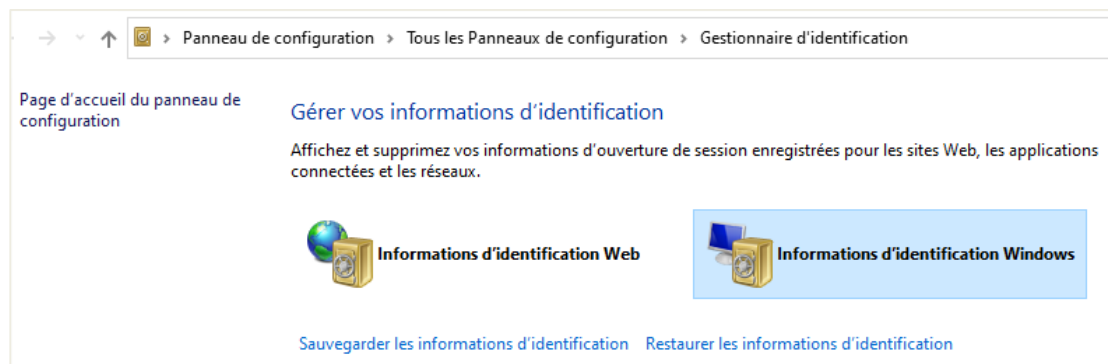 Panneau de configuration > Tous les Panneaux de configuration > Gestionnaire d'identification
Page d'accueil du panneau de
configuration
Gérer vos informations d'identification
Affichez et supprimez vos informations d'ouverture de session enregistrées pour les sites Web, les applications
connectées et les réseaux.
Informations d'identification Web
Informations d'identification Windows
Sauvegarder les informations d'identification
Restaurer les informations d'identification